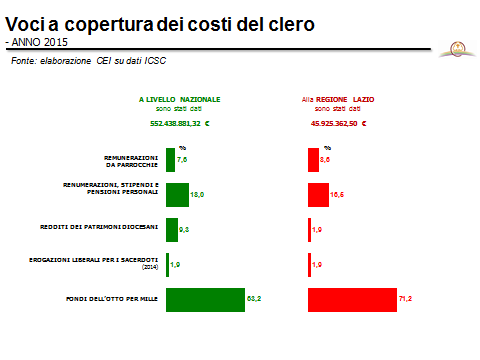 Voci a copertura dei costi del clero
- ANNO 2015
Fonte: elaborazione CEI su dati ICSC
A LIVELLO NAZIONALE
sono stati dati
552.438.881,32 €
Alla REGIONE LAZIO
sono stati dati
45.925.362,50 €
% %
REMUNERAZIONI
DA PARROCCHIE
7,6 8,6
RENUMERAZIONI, STIPENDI E
PENSIONI PERSONALI
18,0 16,5
REDDITI DEI PATRIMONI DIOCESANI
9,3 1,9
EROGAZIONI LIBERALI PER I SACERDOTI
(2014)
1,9 1,9
FONDI DELL'OTTO PER MILLE
63,2 71,2